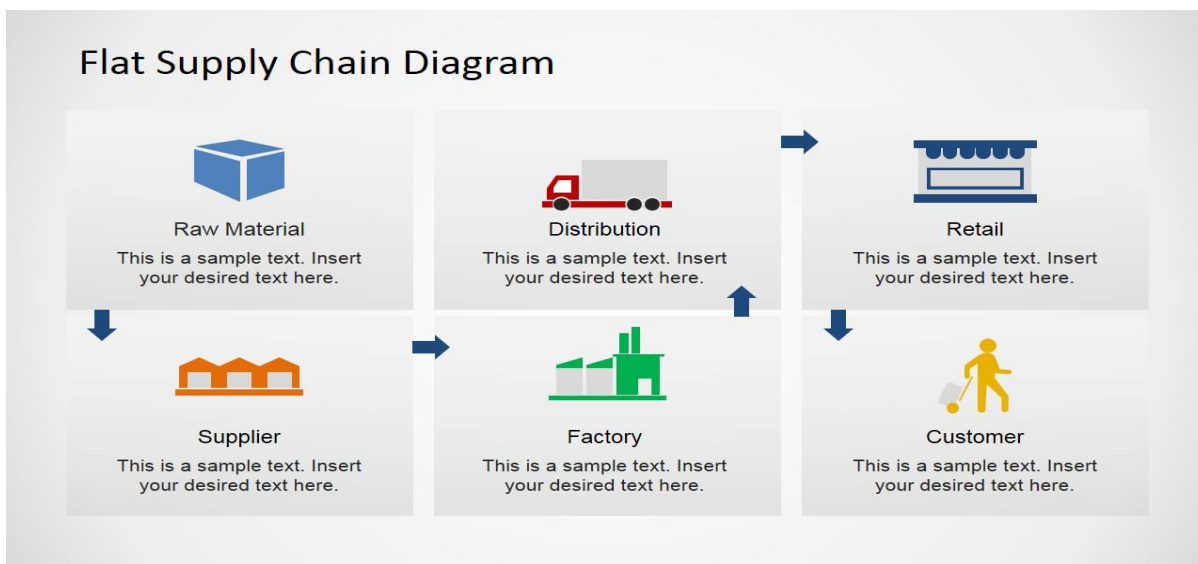 Flat Supply Chain Diagram
Raw Material
This is a sample text. Insert
your desired text here.
Distribution
This is a sample text. Insert
your desired text here.
Retail
This is a sample text. Insert
your desired text here.
Supplier
This is a sample text. Insert
your desired text here.
Factory
This is a sample text. Insert
your desired text here.
Customer
This is a sample text. Insert
your desired text here.